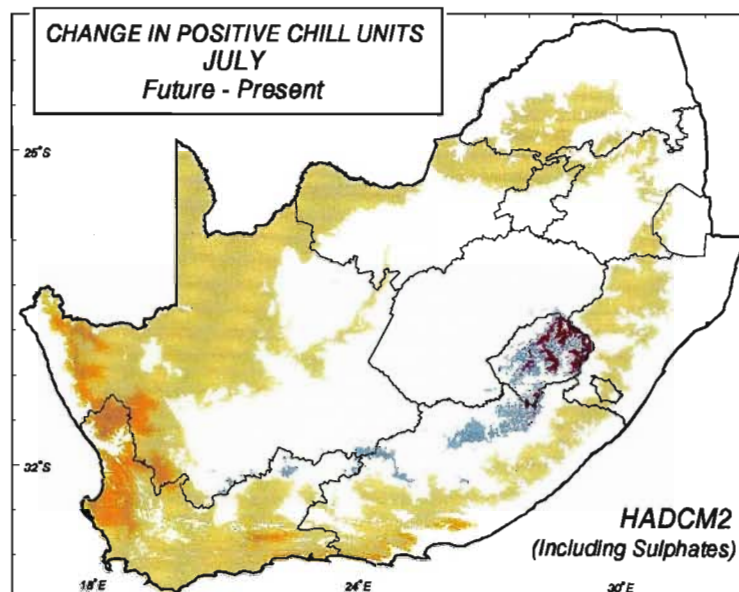 CHANGE IN POSITIVE CHILL UNITS
JULY
Future - Present
25°S
32°S
HADCM2
(Including Sulphates)
18°E
24°E
30°E